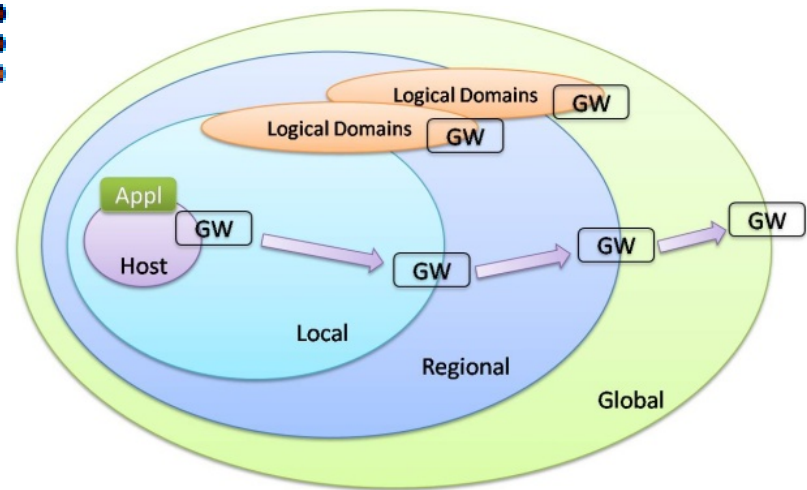 Logical Domains
GW
Logical Domains
GW
Appl
GW
Host
GW
GW
GW
Local
Regional
Global